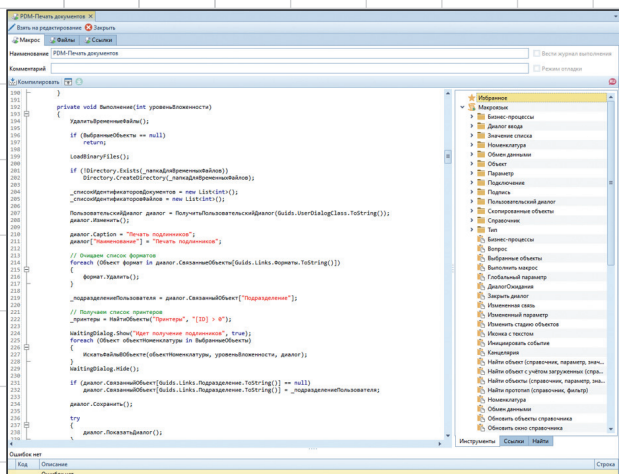 PDM-Печать документов
Взять на редактирование Закрыть
Макрос Файлы Ссылки
Наименование PDM-Печать документов Вести журнал выполнения
Комментарий Режим отладки
Компилировать
190 }
191
192 private void Выполнение(int уровеньВложенности)
193 {
194 УдалитьВременныеФайлы();
195
196 if (ВыбранныеОбъекты == null)
197 return;
198
199 LoadBinaryFiles();
200
201 if (!Directory.Exists(_папкаДляВременныхФайлов))
202 Directory.CreateDirectory(_папкаДляВременныхФайлов);
203
204 _списокИдентификаторовДокументов = new List<int>();
205 _списокИдентификаторовФайлов = new List<int>();
206
207 ПользовательскийДиалог диалог = ПолучитьПользовательскийДиалог(Guids.UserDialogClass.ToString());
208 диалог.Изменить();
209
210 диалог.Caption = "Печать подлинников";
211 диалог["Наименование"] = "Печать подлинников";
212
213 // Очищаем список форматов
214 foreach (Объект формат in диалог.СвязанныеОбъекты[Guids.Links.Форматы.ToString()])
215 {
216 формат.Удалить();
217 }
218
219 _подразделениеПользователя = диалог.СвязанныйОбъект["Подразделение"];
220
221 // Получаем список принтеров
222 _принтеры = НайтиОбъекты("Принтеры", "[ID] > 0");
223
224 WaitingDialog.Show("Идет получение подлинников", true);
225 foreach (Объект объектНоменклатуры in ВыбранныеОбъекты)
226 {
227 ИскатьФайлыВОбъекте(объектНоменклатуры, уровеньВложенности, диалог);
228 }
229 WaitingDialog.Hide();
230
231 if (диалог.СвязанныйОбъект[Guids.Links.Подразделение.ToString()] == null)
232 диалог.СвязанныйОбъект[Guids.Links.Подразделение.ToString()] = _подразделениеПользователя;
233
234 диалог.Сохранить();
235
236 try
237 {
238 диалог.ПоказатьДиалог();
239
Избранное
Макроязык
Бизнес-процессы
Диалог ввода
Значение списка
Номенклатура
Обмен данными
Объект
Параметр
Подключение
Подпись
Пользовательский диалог
Скопированные объекты
Справочник
Тип
Бизнес-процессы
Вопрос
Выбранные объекты
Выполнить макрос
Глобальный параметр
ДиалогОжидания
Закрыть диалог
Измененная связь
Измененный параметр
Изменить стадию объектов
Иконка с текстом
Инициировать событие
Канцелярия
Найти объект (справочник, параметр, знач...
Найти объект с учётом загруженных (спра...
Найти объекты (справочник, параметр, зна...
Найти прототип (справочник, фильтр)
Номенклатура
Обмен данными
Обновить объекты справочника
Обновить окно справочника
Инструменты Ссылки Найти
Ошибок нет
Код Описание Строка
Ошибок нет